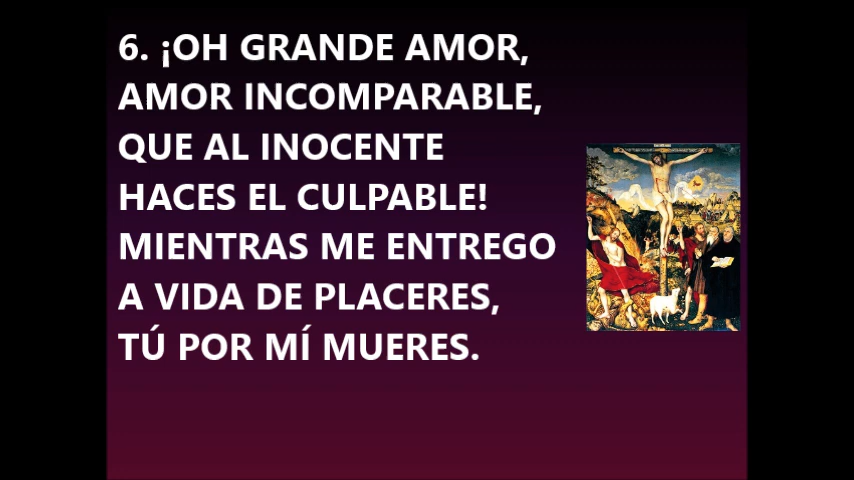 6. ¡OH GRANDE AMOR,
AMOR INCOMPARABLE,
QUE AL INOCENTE
HACES EL CULPABLE!
MIENTRAS ME ENTREGO
A VIDA DE PLACERES,
TÚ POR MÍ MUERES.